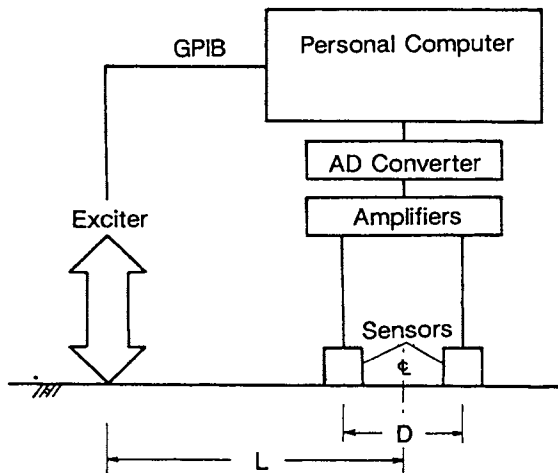 GPIB
Personal Computer
AD Converter
Amplifiers
Exciter
Sensors
℄
D
L